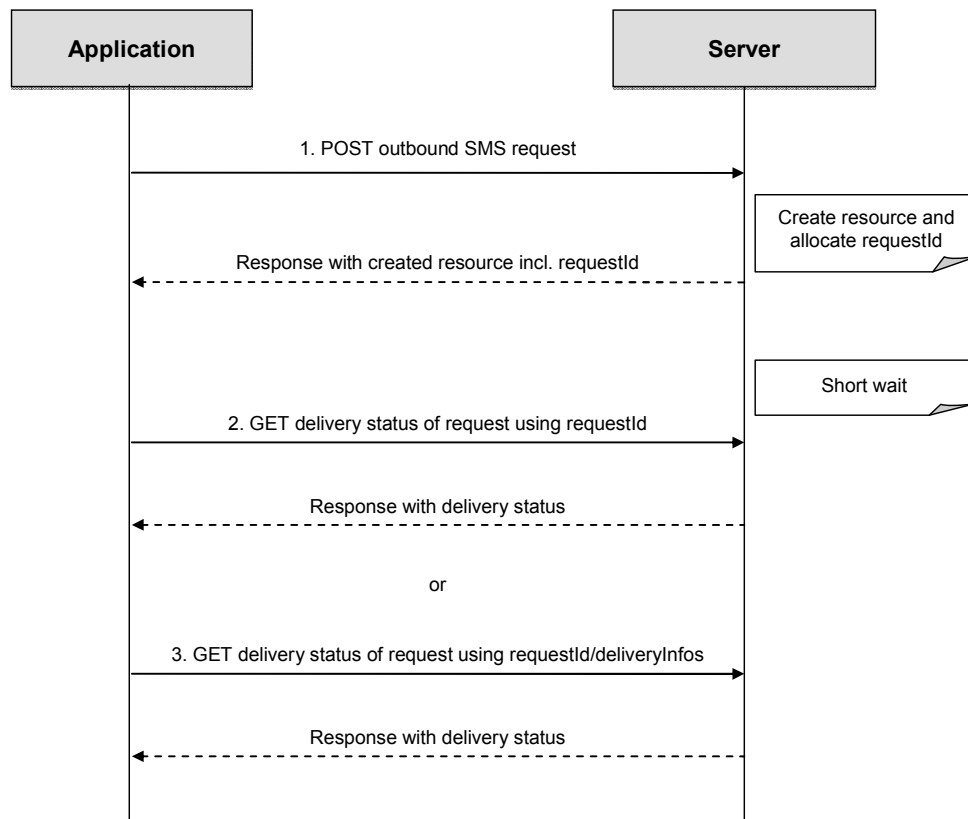 Application
Server
1. POST outbound SMS request
Create resource and
allocate requestId
Response with created resource incl. requestId
Short wait
2. GET delivery status of request using requestId
Response with delivery status
or
3. GET delivery status of request using requestId/deliveryInfos
Response with delivery status